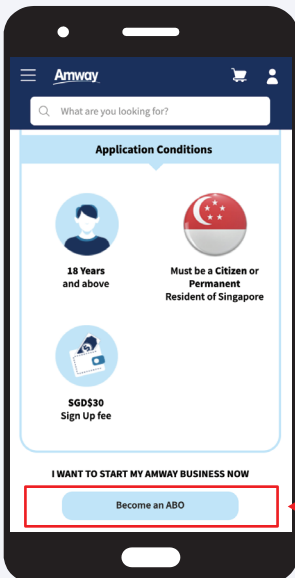 Amway
What are you looking for?
Application Conditions
18 Years
and above
Must be a Citizen or
Permanent
Resident of Singapore
SGD$30
Sign Up fee
I WANT TO START MY AMWAY BUSINESS NOW
Become an ABO